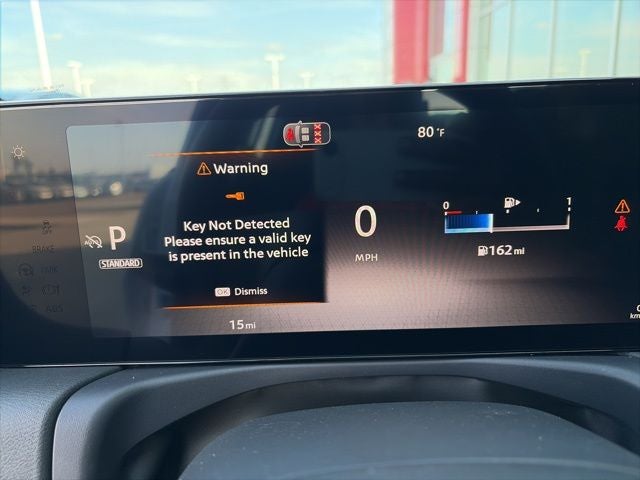 80 °F
Warning
Key Not Detected
Please ensure a valid key
is present in the vehicle
OK Dismiss
P
STANDARD
0
MPH
0 1
162 mi
15 mi
BRAKE
PARK
ABS